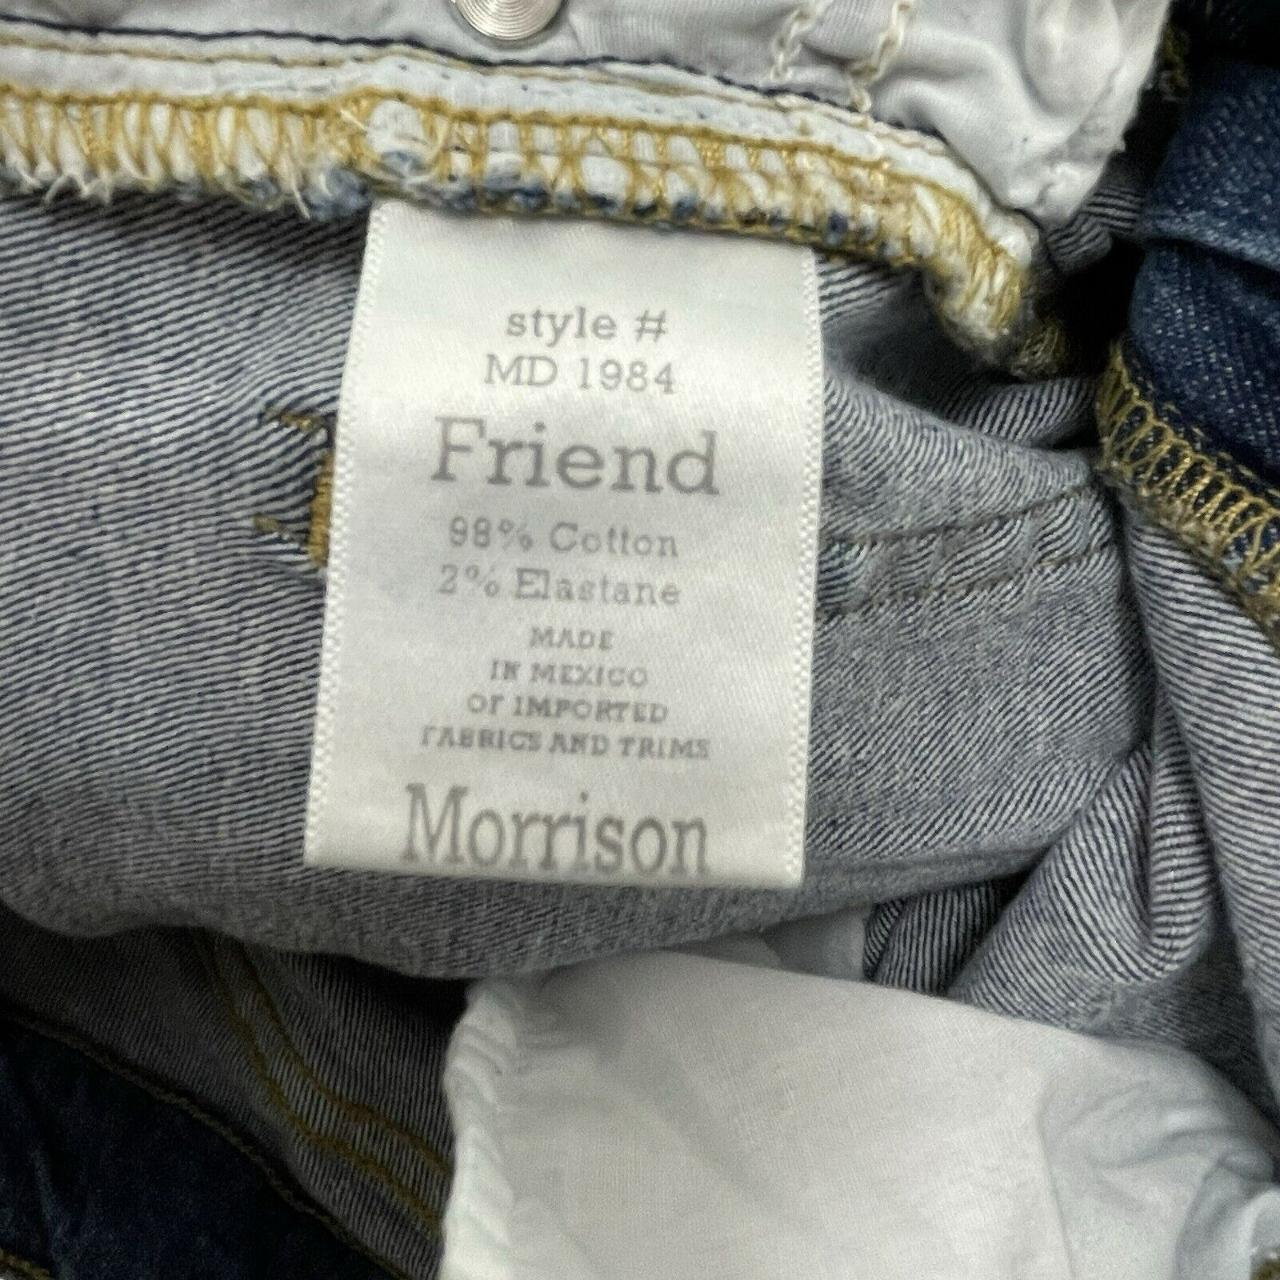 style #
MD 1984
Friend
98% Cotton
2% Elastane
MADE
IN MEXICO
OF IMPORTED
FABRICS AND TRIMS
Morrison